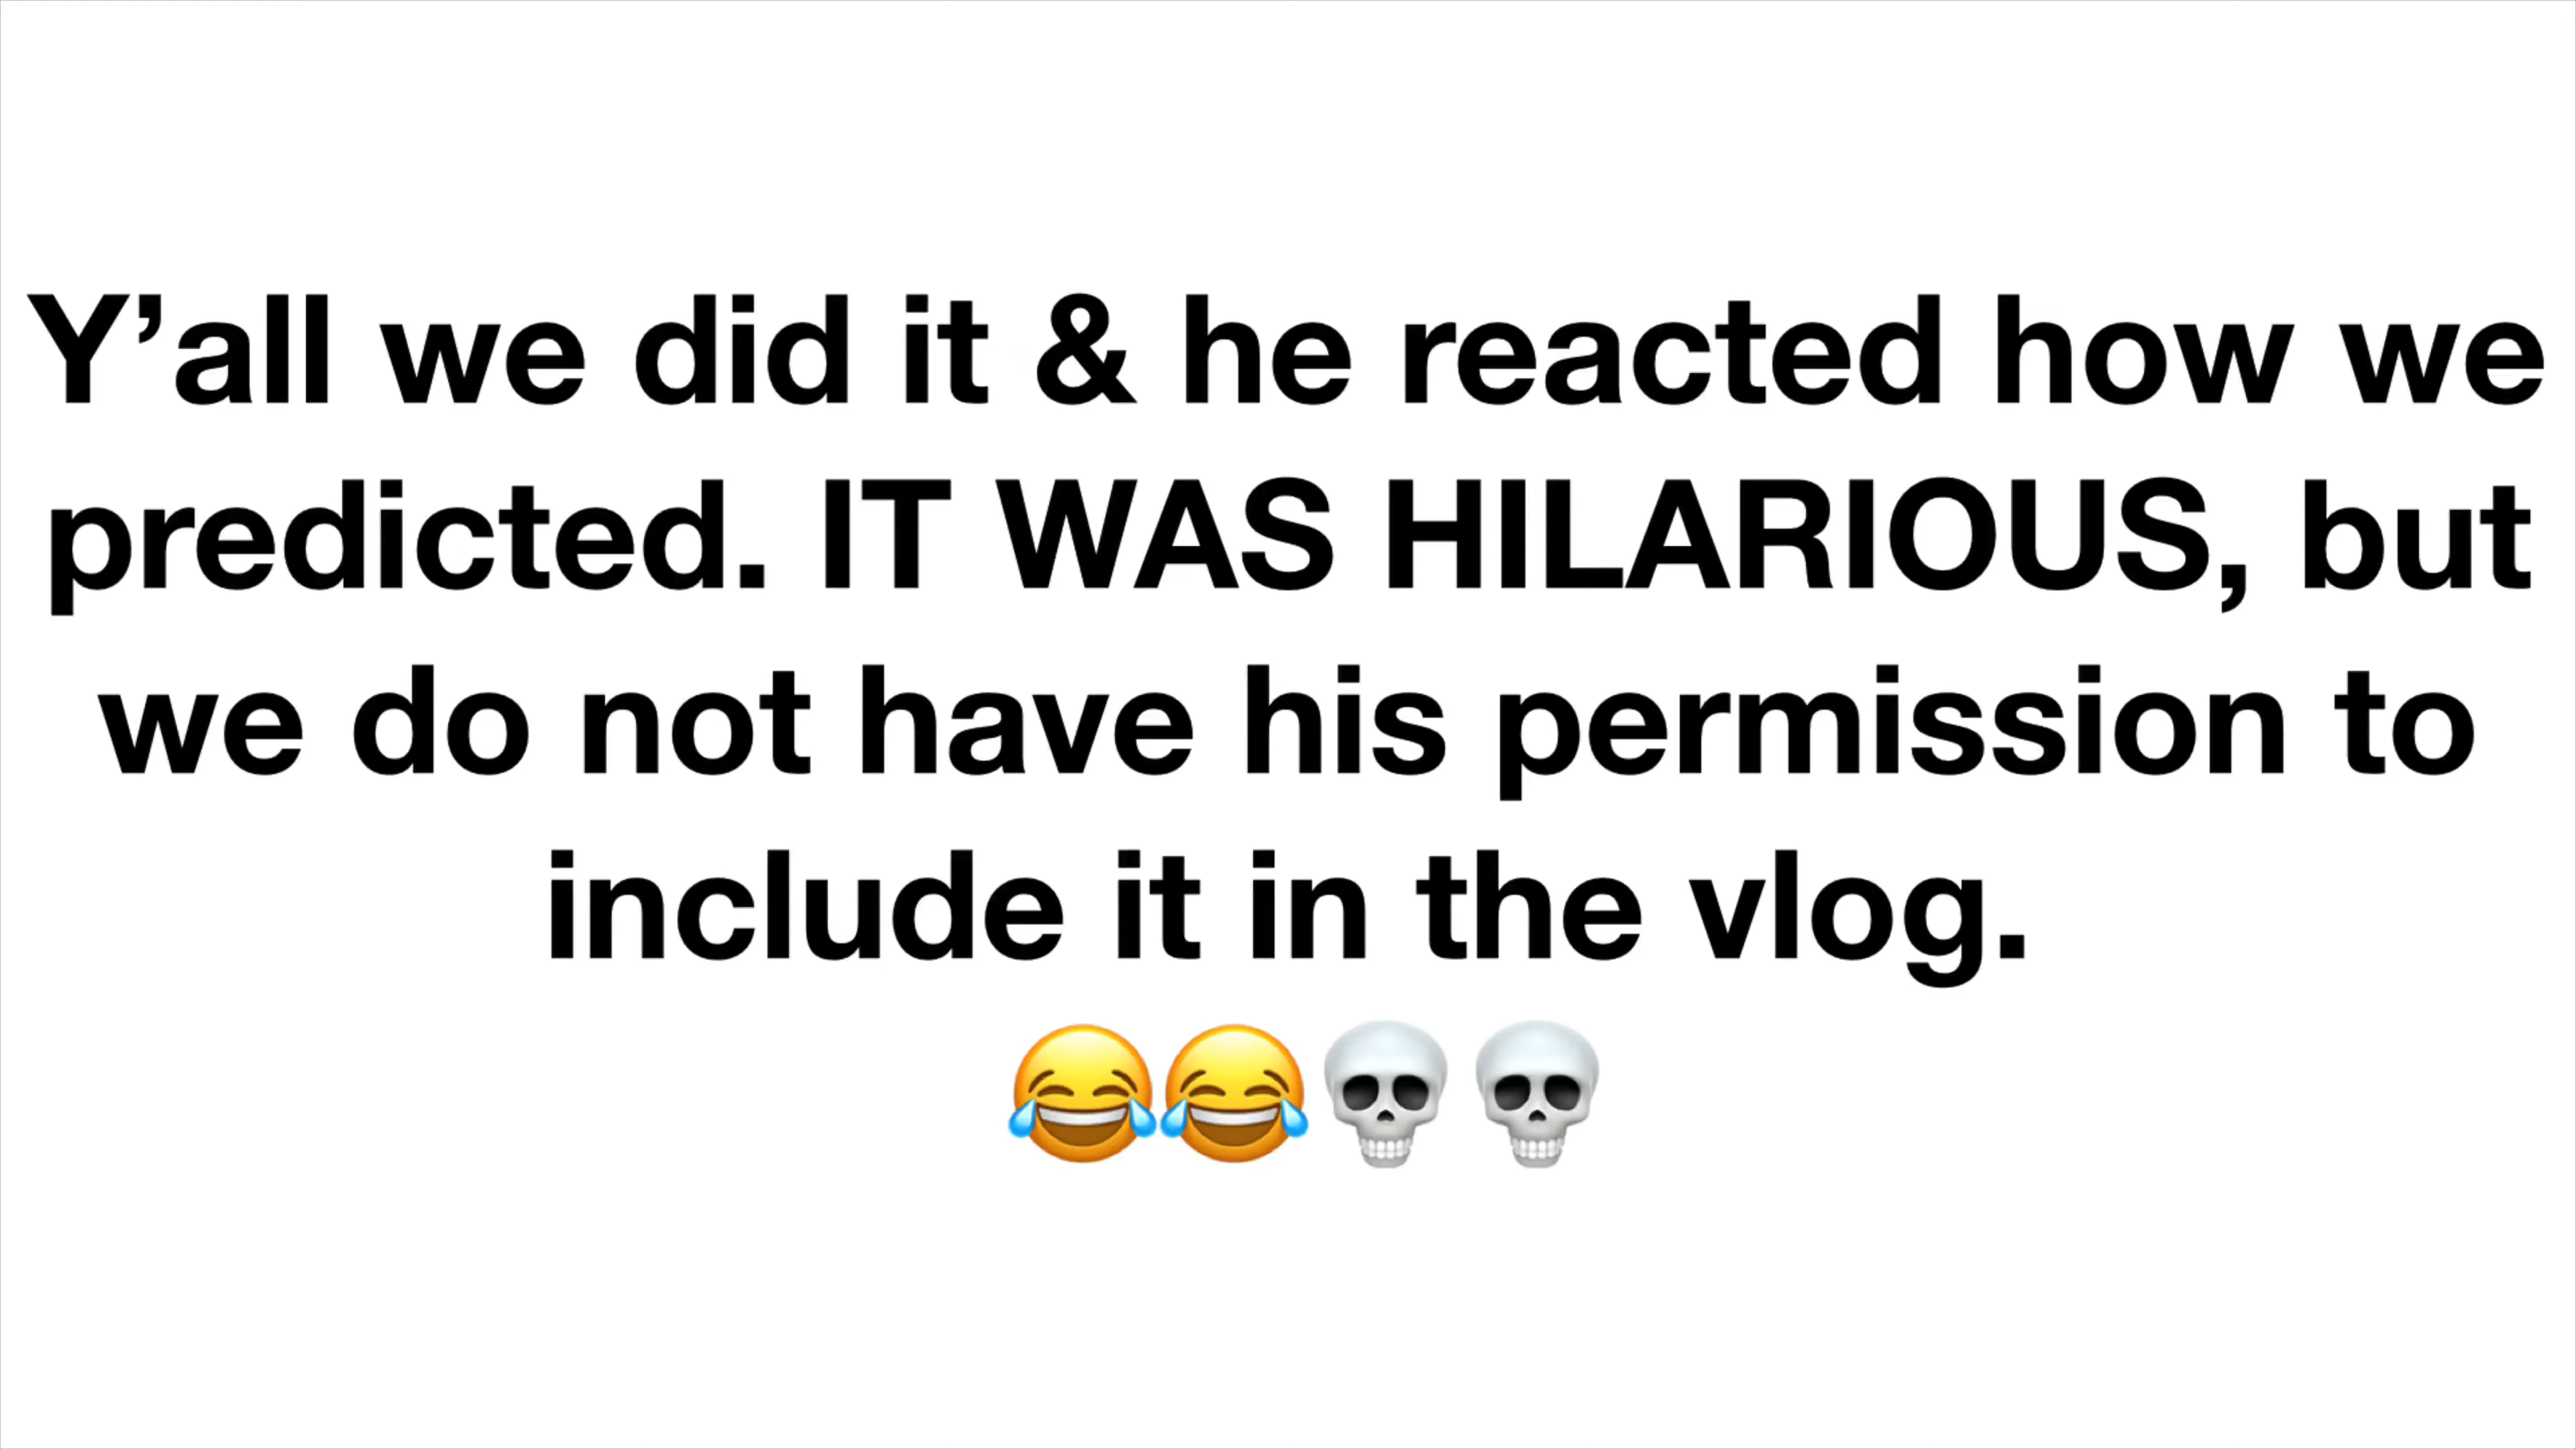 Y’all we did it & he reacted how we
predicted. IT WAS HILARIOUS, but
we do not have his permission to
include it in the vlog.
😂😂💀💀